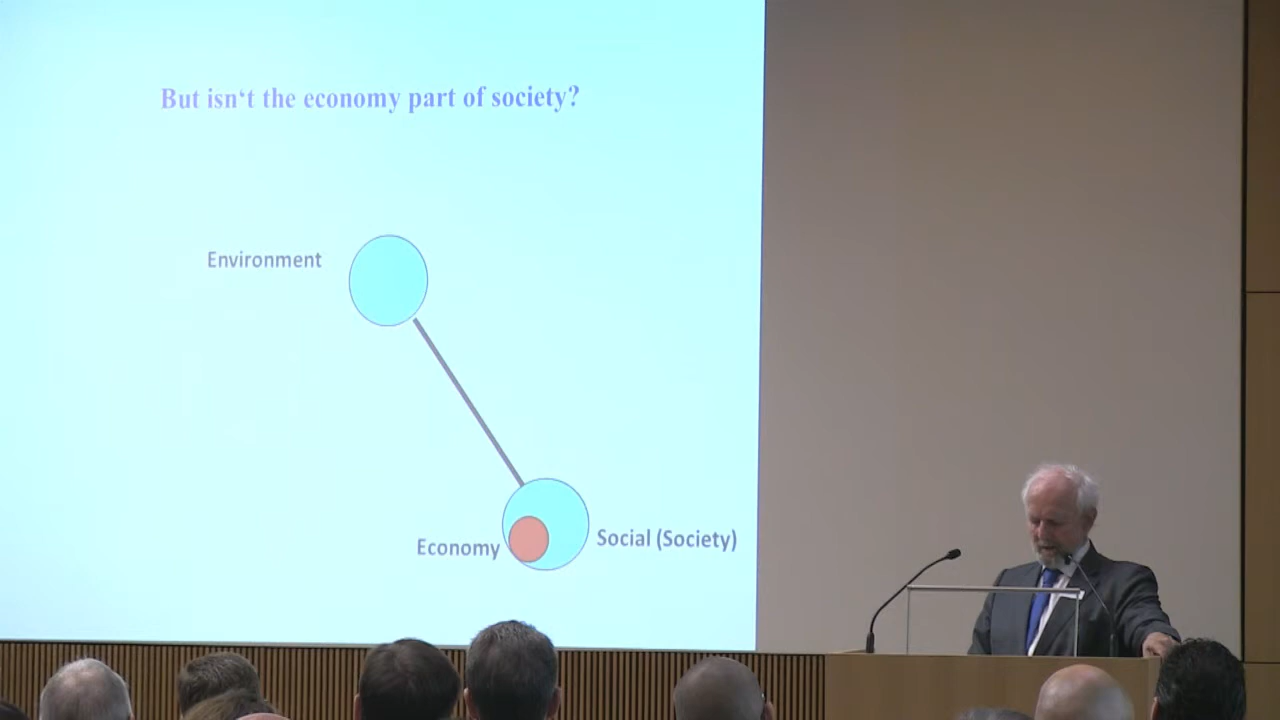 But isn‘t the economy part of society?
Environment
Economy
Social (Society)